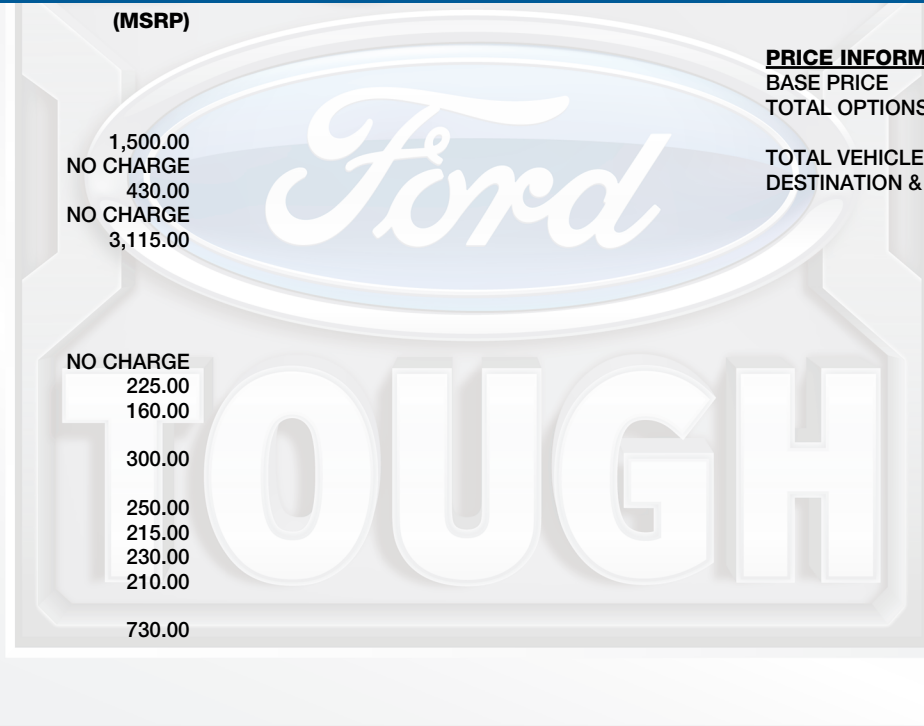 (MSRP)
1,500.00
NO CHARGE
430.00
NO CHARGE
3,115.00
NO CHARGE
225.00
160.00
300.00
250.00
215.00
230.00
210.00
730.00
PRICE INFORM
BASE PRICE
TOTAL OPTIONS
TOTAL VEHICLE
DESTINATION &
Ford
TOUGH